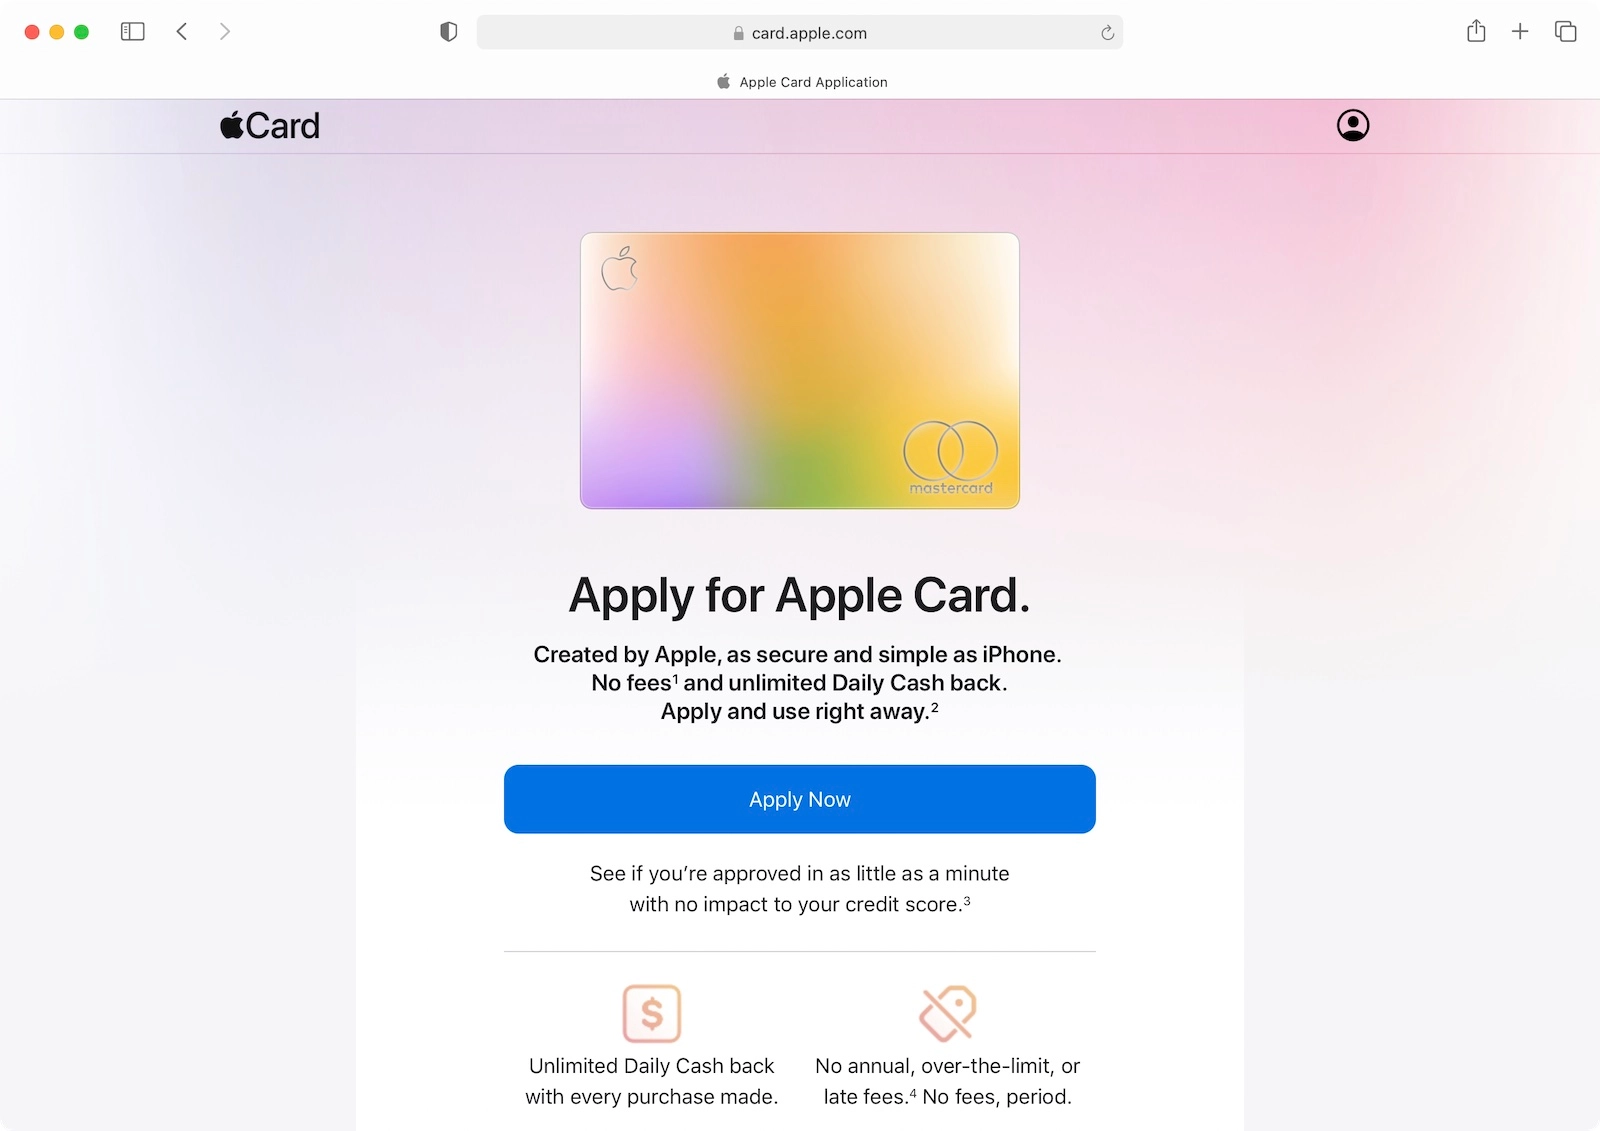 card.apple.com
Apple Card Application
Card
mastercard
Apply for Apple Card.
Created by Apple, as secure and simple as iPhone.
No fees¹ and unlimited Daily Cash back.
Apply and use right away.²
Apply Now
See if you’re approved in as little as a minute
with no impact to your credit score.³
$
Unlimited Daily Cash back
with every purchase made.
No annual, over-the-limit, or
late fees.⁴ No fees, period.